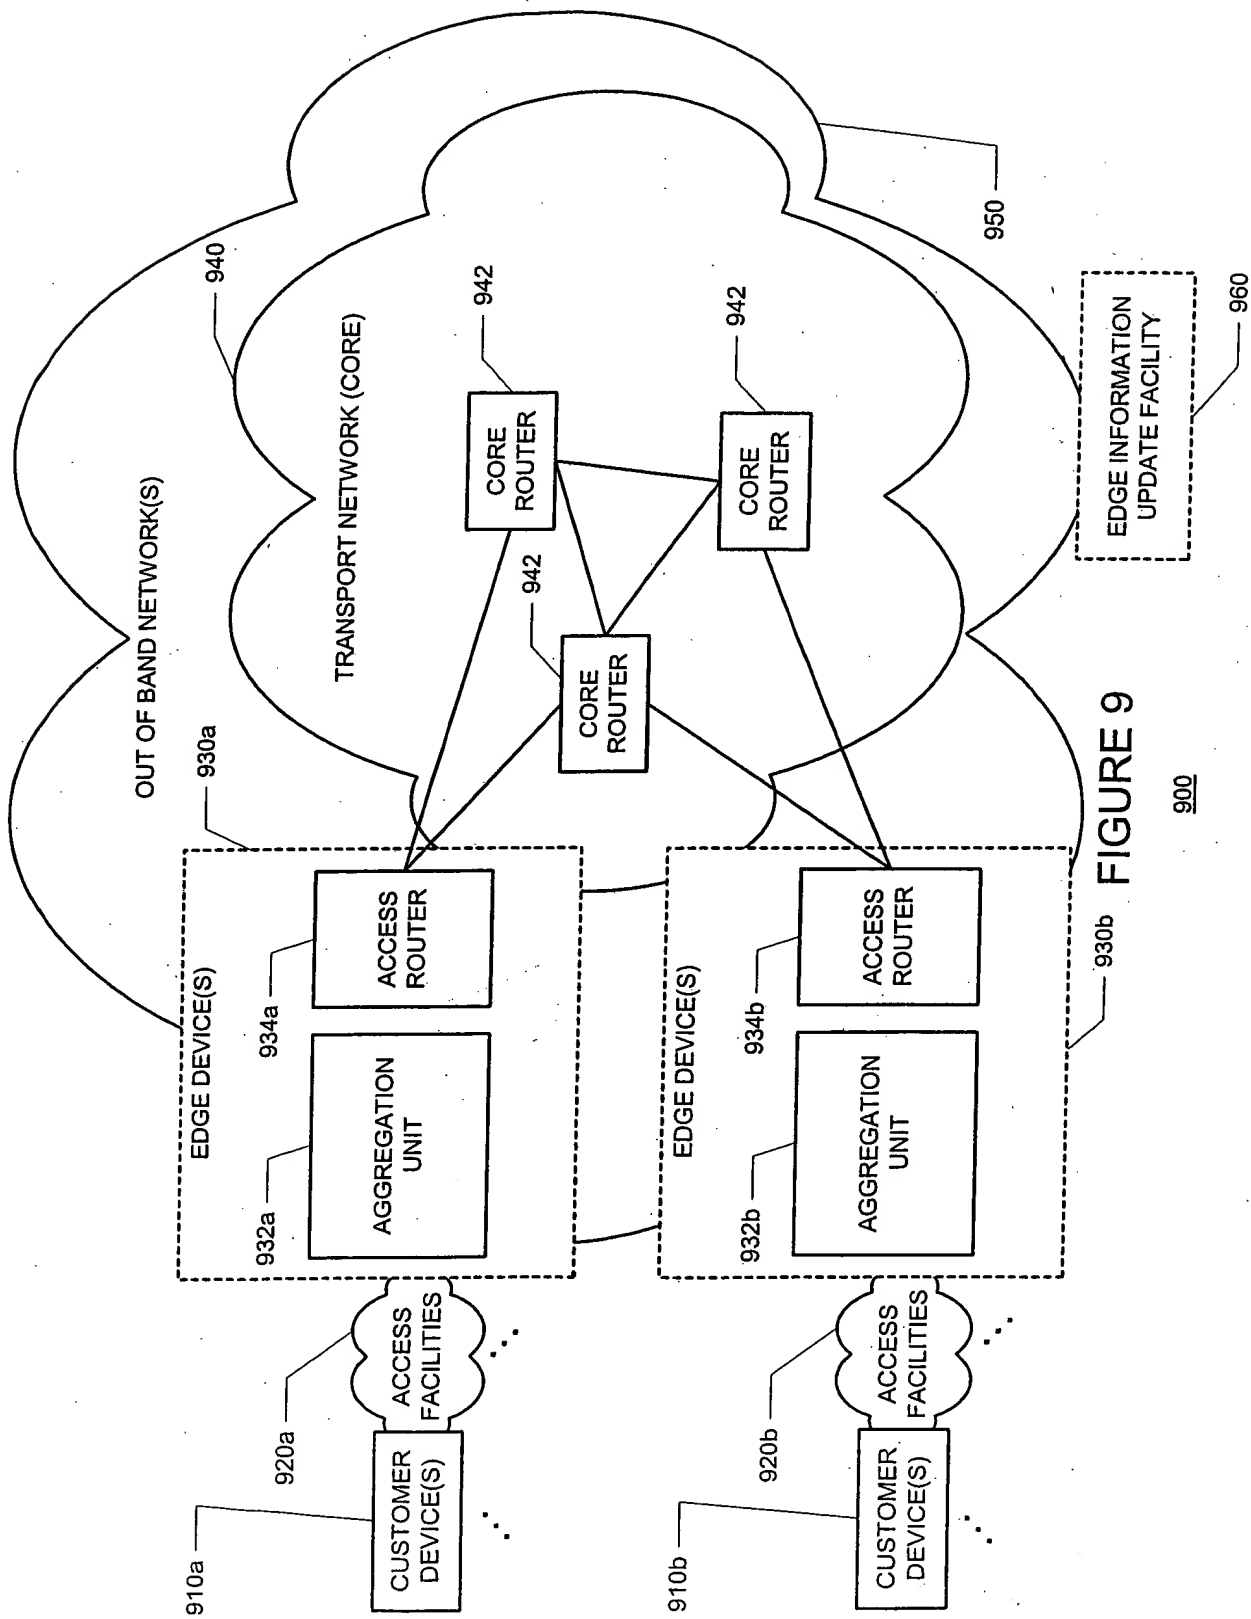 OUT OF BAND NETWORK(S)
940
TRANSPORT NETWORK (CORE)
930a
EDGE DEVICE(S)
910a
CUSTOMER
DEVICE(S)
920a
ACCESS
FACILITIES
932a
AGGREGATION
UNIT
934a
ACCESS
ROUTER
942
CORE
ROUTER
942
CORE
ROUTER
942
CORE
ROUTER
950
EDGE DEVICE(S)
910b
CUSTOMER
DEVICE(S)
920b
ACCESS
FACILITIES
932b
AGGREGATION
UNIT
934b
ACCESS
ROUTER
930b
EDGE INFORMATION
UPDATE FACILITY
960
FIGURE 9
900